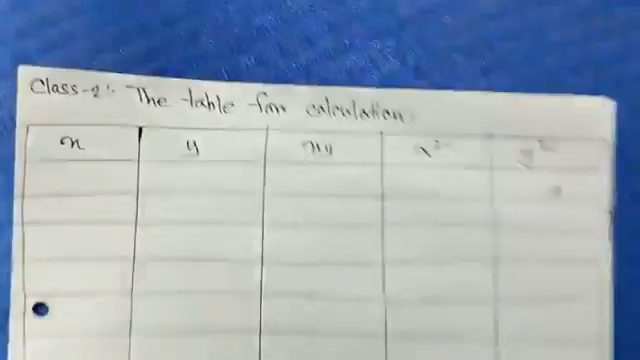 Class-2:- The table for calculation:
x y xy x² y²